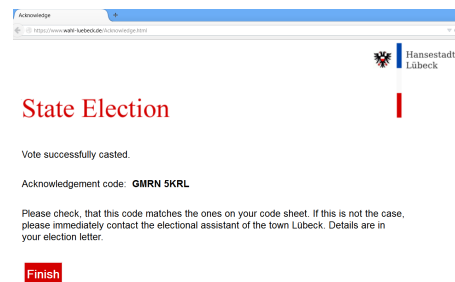 Acknowledge
https://www.wahl-luebeck.de/Acknowledge.html
Hansestadt
Lübeck
State Election
Vote successfully casted.
Acknowledgement code: GMRN 5KRL
Please check, that this code matches the ones on your code sheet. If this is not the case,
please immediately contact the electional assistant of the town Lübeck. Details are in
your election letter.
Finish